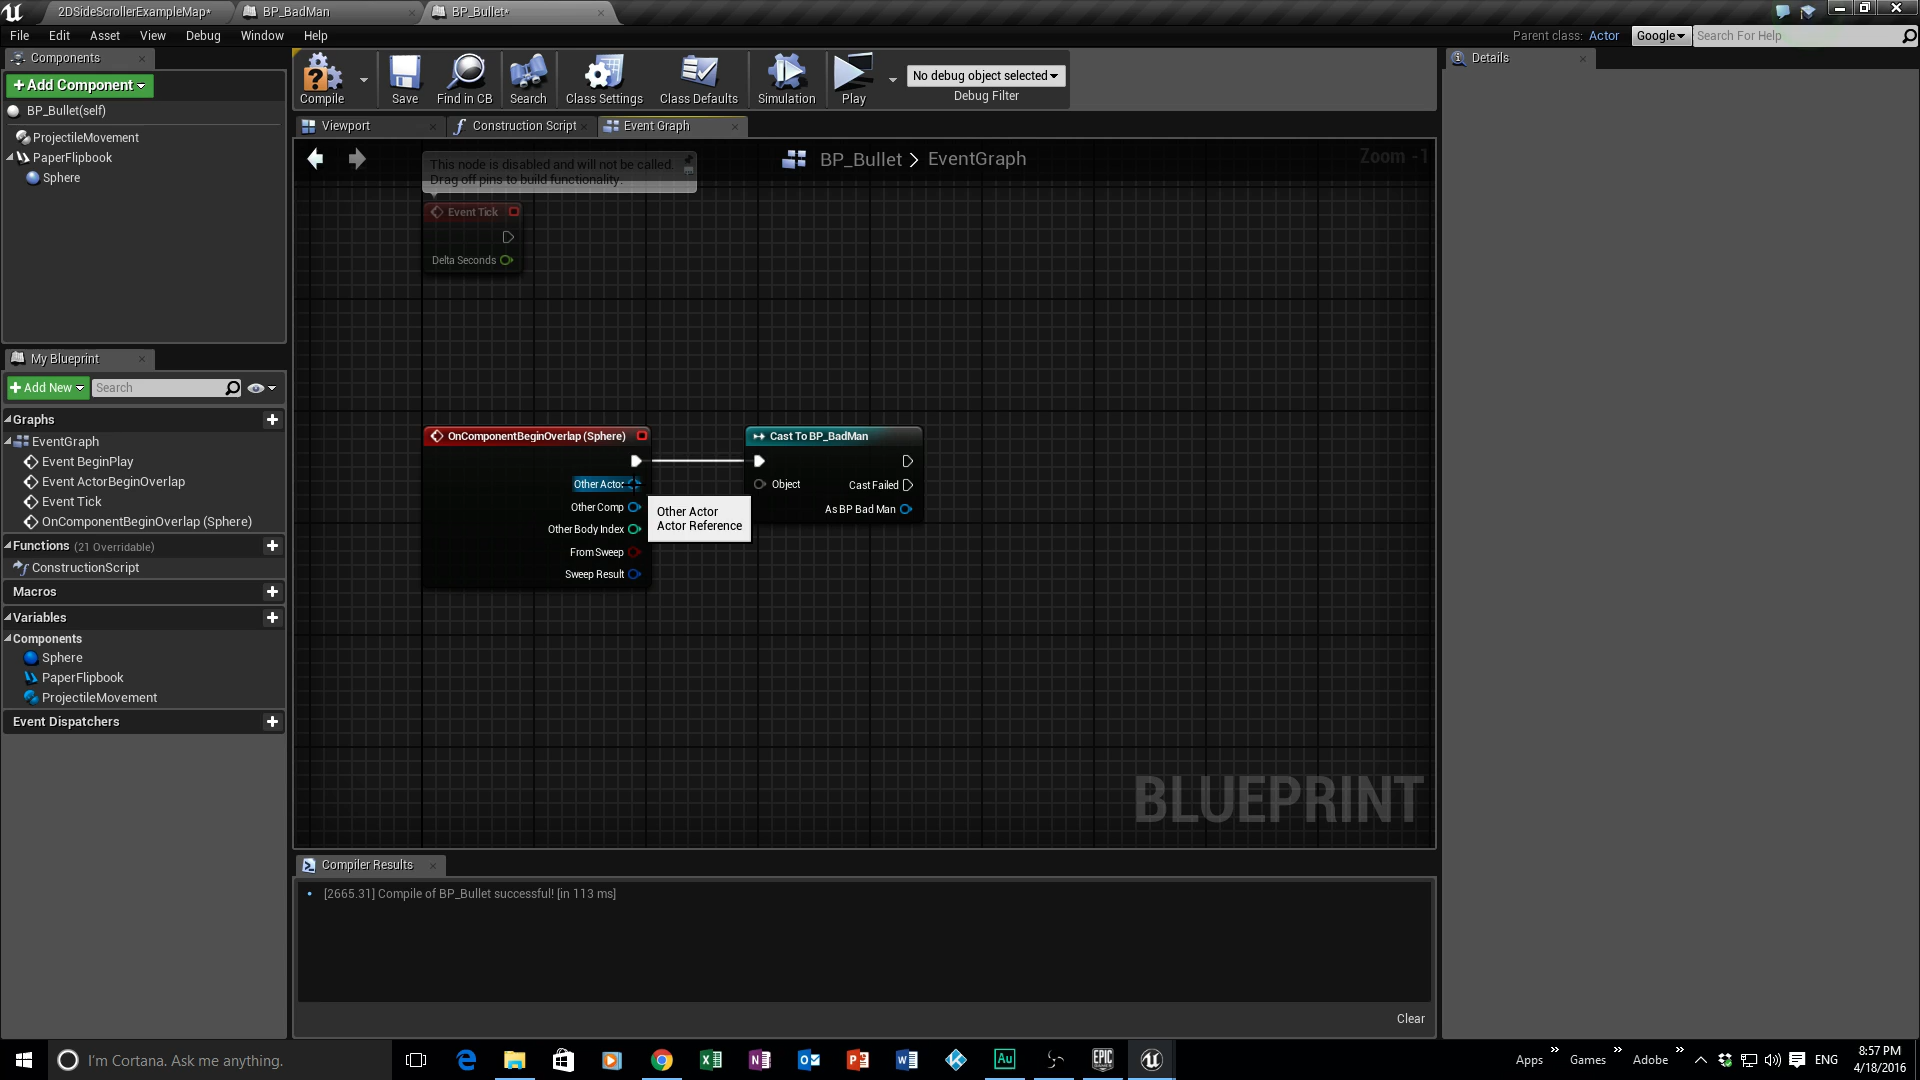 2DSideScrollerExampleMap*
BP_BadMan
BP_Bullet*
File Edit Asset View Debug Window Help
Parent class: Actor
Google
Search For Help
Components
+Add Component
BP_Bullet(self)
ProjectileMovement
PaperFlipbook
Sphere
Compile
Save
Find in CB
Search
Class Settings
Class Defaults
Simulation
Play
No debug object selected
Debug Filter
Details
Viewport
Construction Script
Event Graph
BP_Bullet > EventGraph
Zoom -1
This node is disabled and will not be called.
Drag off pins to build functionality.
Event Tick
Delta Seconds
My Blueprint
+Add New
Search
Graphs
EventGraph
Event BeginPlay
Event ActorBeginOverlap
Event Tick
OnComponentBeginOverlap (Sphere)
Functions (21 Overridable)
ConstructionScript
Macros
Variables
Components
Sphere
PaperFlipbook
ProjectileMovement
Event Dispatchers
OnComponentBeginOverlap (Sphere)
Other Actor
Other Comp
Other Body Index
From Sweep
Sweep Result
Cast To BP_BadMan
Object
Cast Failed
As BP Bad Man
Other Actor
Actor Reference
BLUEPRINT
Compiler Results
[2665.31] Compile of BP_Bullet successful! [in 113 ms]
Clear
I'm Cortana. Ask me anything.
Au
EPIC
Apps
Games
Adobe
ENG
8:57 PM
4/18/2016